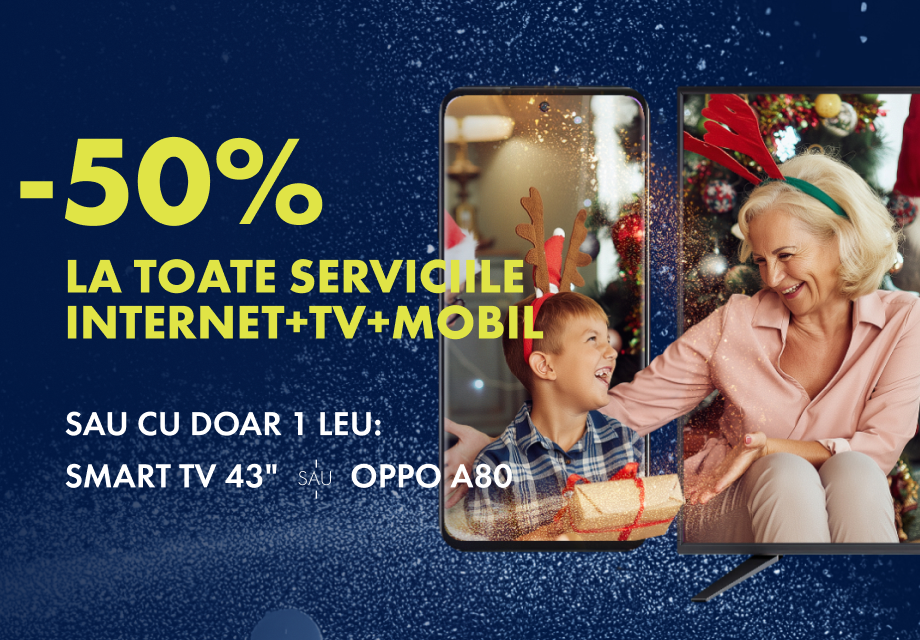 -50%
LA TOATE SERVICIILE
INTERNET+TV+MOBIL
SAU CU DOAR 1 LEU:
SMART TV 43" SAU OPPO A80